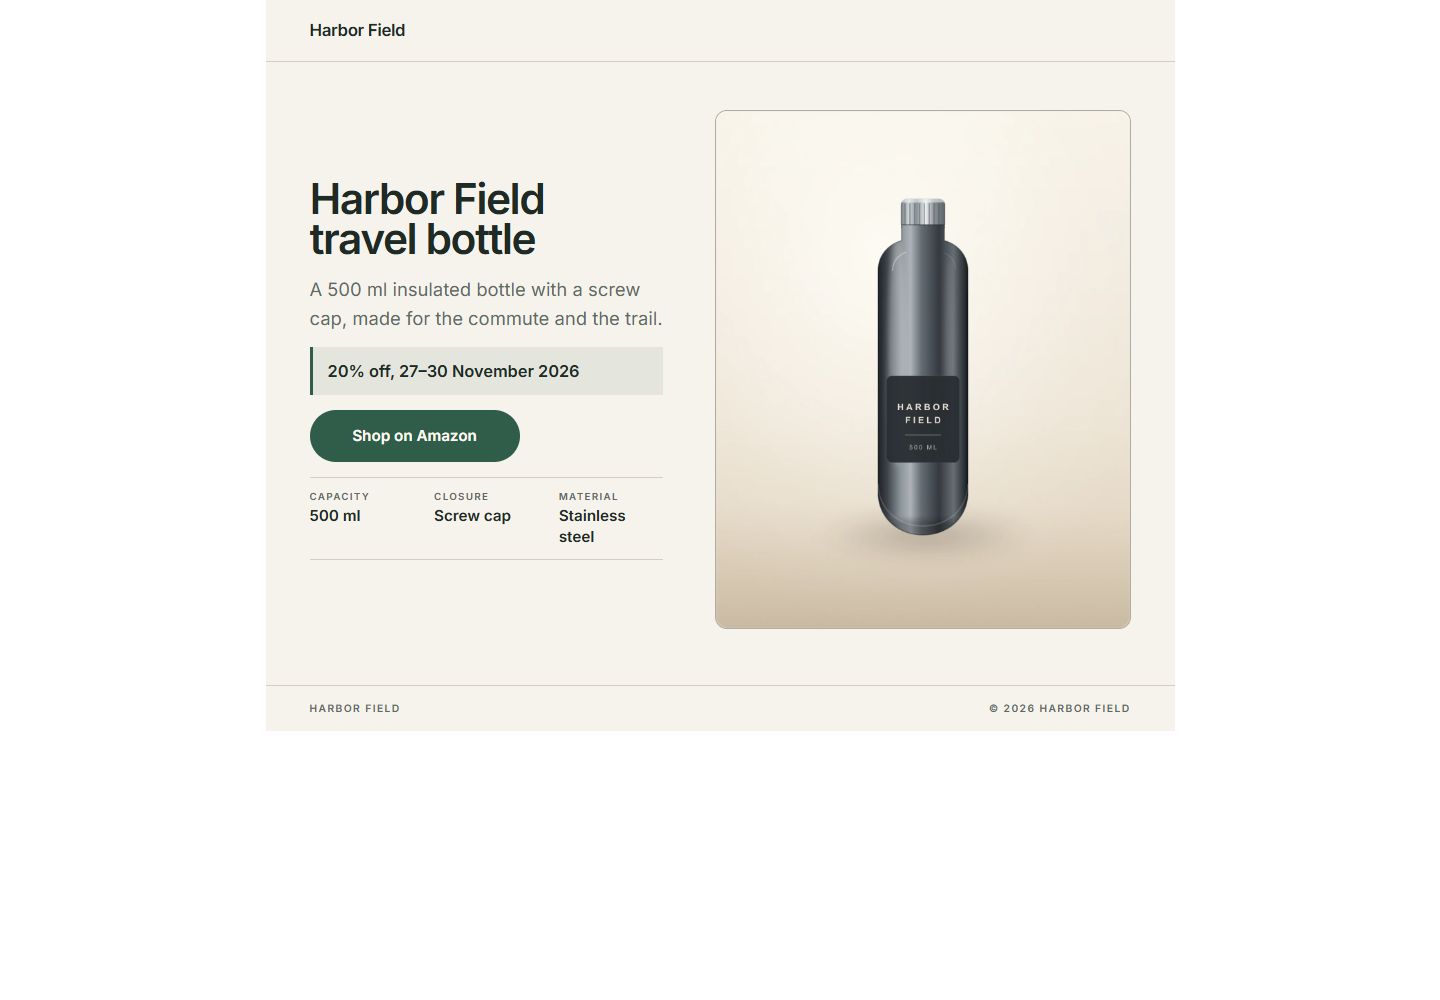 Harbor Field
Harbor Field
travel bottle
A 500 ml insulated bottle with a screw
cap, made for the commute and the trail.
20% off, 27–30 November 2026
Shop on Amazon
CAPACITY
500 ml
CLOSURE
Screw cap
MATERIAL
Stainless
steel
HARBOR
FIELD
500 ML
HARBOR FIELD
© 2026 HARBOR FIELD